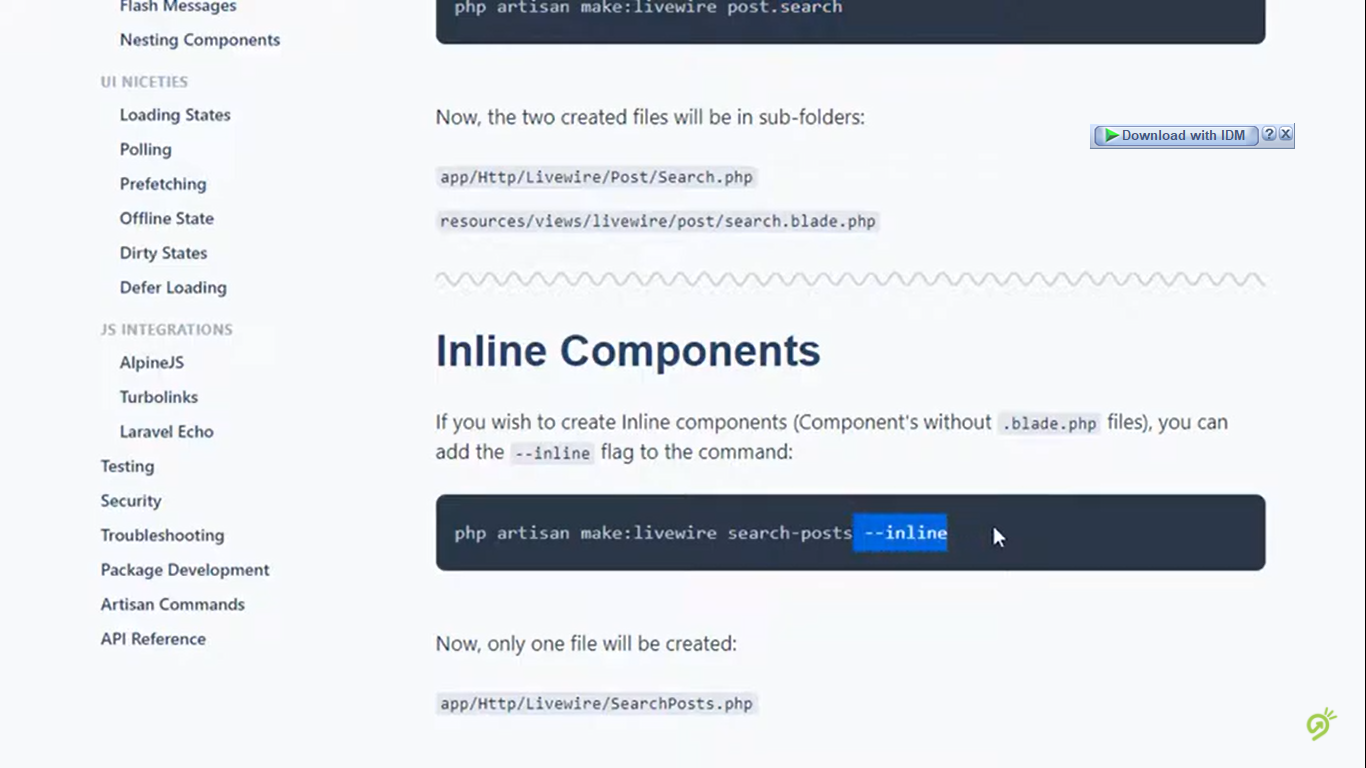 Flash Messages
Nesting Components
UI NICETIES
Loading States
Polling
Prefetching
Offline State
Dirty States
Defer Loading
JS INTEGRATIONS
AlpineJS
Turbolinks
Laravel Echo
Testing
Security
Troubleshooting
Package Development
Artisan Commands
API Reference
php artisan make:livewire post.search
Now, the two created files will be in sub-folders:
app/Http/Livewire/Post/Search.php
resources/views/livewire/post/search.blade.php
Inline Components
If you wish to create Inline components (Component's without .blade.php files), you can
add the --inline flag to the command:
php artisan make:livewire search-posts --inline
Now, only one file will be created:
app/Http/Livewire/SearchPosts.php
Download with IDM ? X